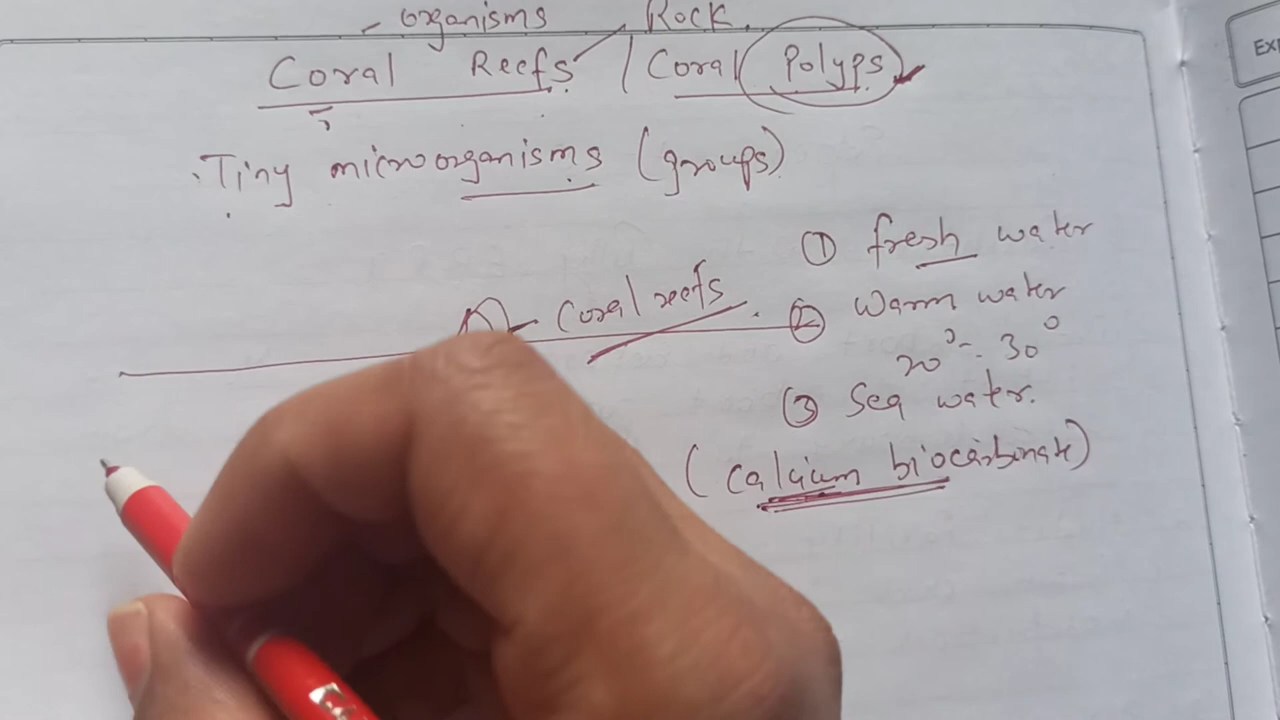 - organisms Rock.
Coral Reefs / Coral Polyps
Tiny microorganisms (groups)
① fresh water
Coral reefs. ② Warm water
20° - 30°
③ Sea water.
(Calcium biocarbinate)